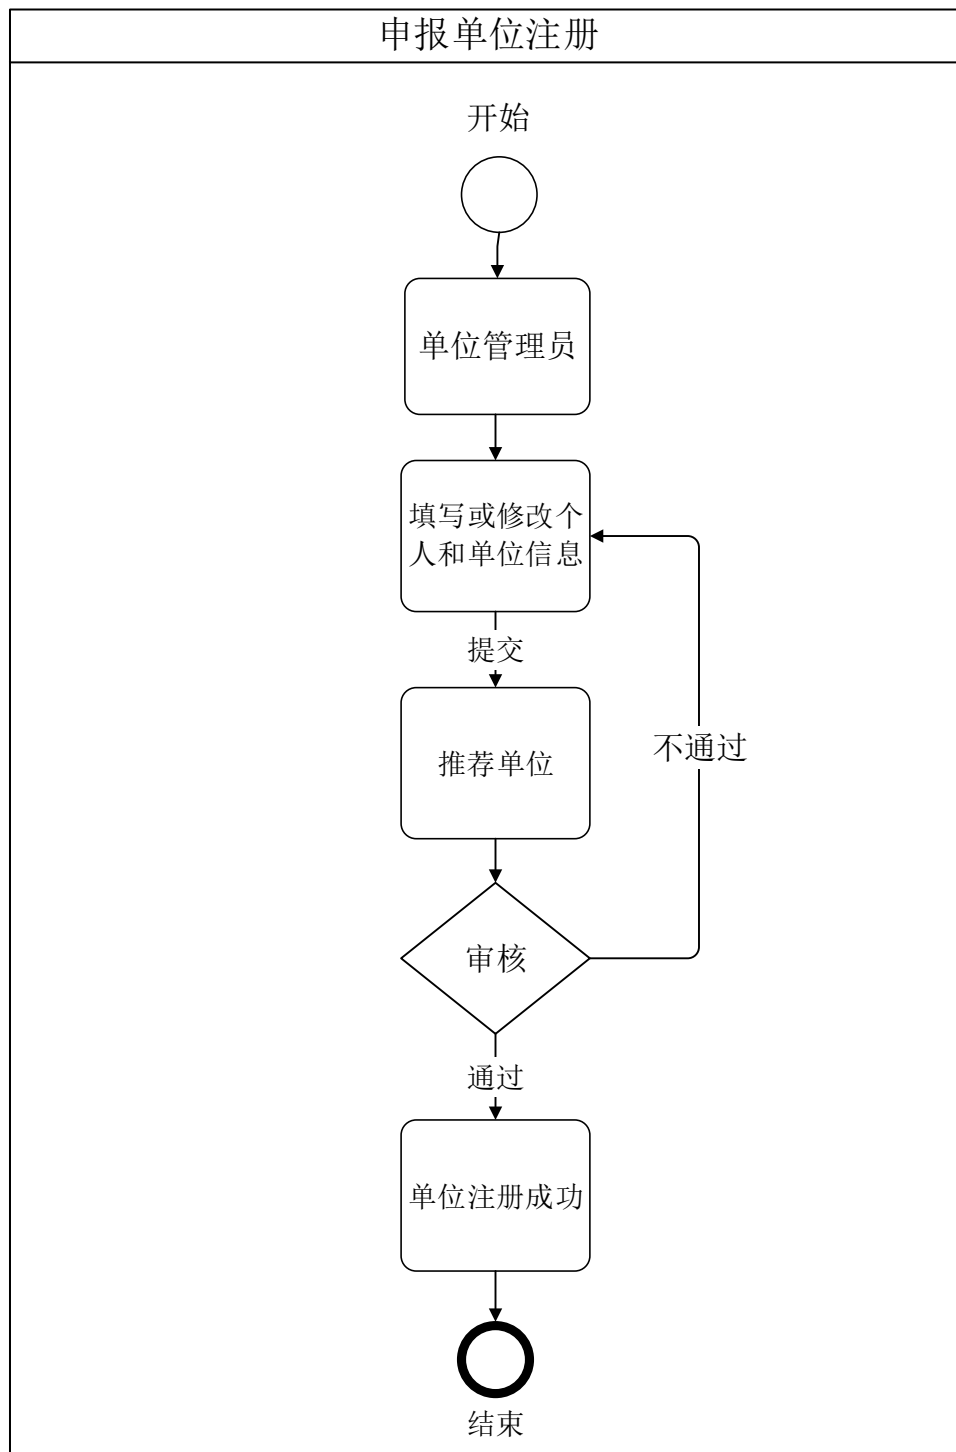 申报单位注册
开始
单位管理员
填写或修改个
人和单位信息
提交
推荐单位
不通过
审核
通过
单位注册成功
结束